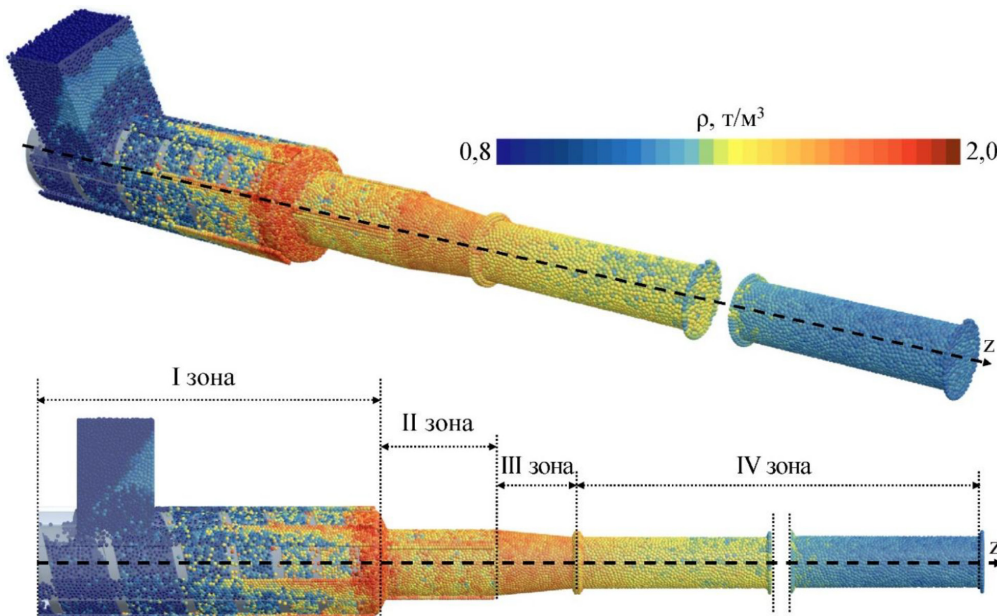 ρ, т/м³
0,8 2,0
z
I зона
II зона
III зона IV зона
z